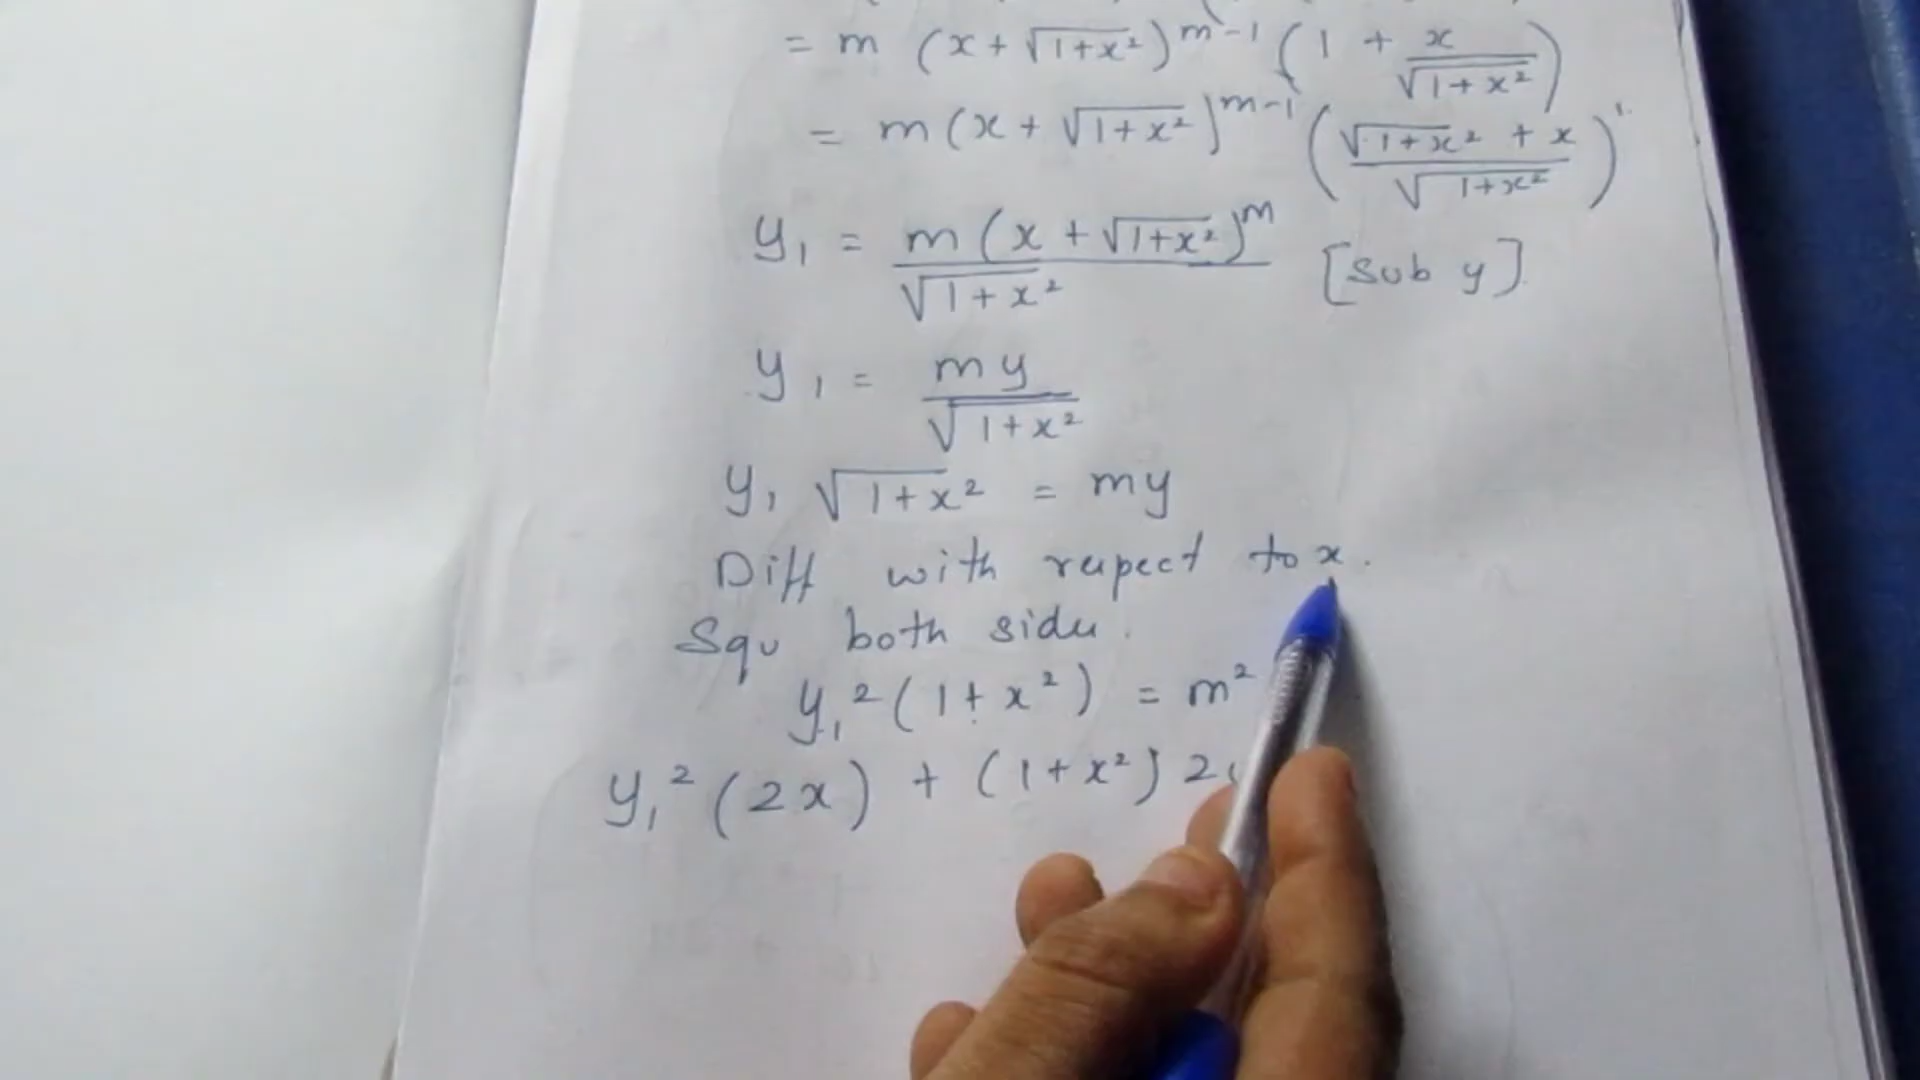 = m (x + √1+x²)^m-1 (1 + x/√1+x²)
= m (x + √1+x²)^m-1 (√1+x² + x / √1+x²)
y₁ = m (x + √1+x²)^m / √1+x² [Sub y]
y₁ = my / √1+x²
y₁ √1+x² = my
Diff with respect to x.
Squ both side.
y₁² (1+x²) = m²
y₁² (2x) + (1+x²) 2